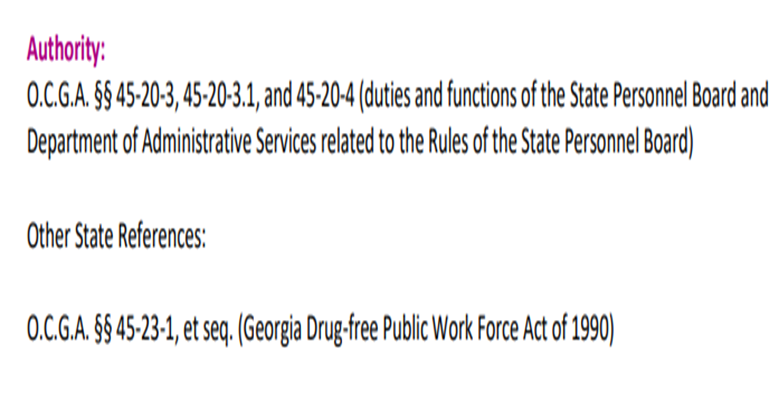 Authority:
O.C.G.A. §§ 45-20-3, 45-20-3.1, and 45-20-4 (duties and functions of the State Personnel Board and
Department of Administrative Services related to the Rules of the State Personnel Board)
Other State References:
O.C.G.A. §§ 45-23-1, et seq. (Georgia Drug-free Public Work Force Act of 1990)